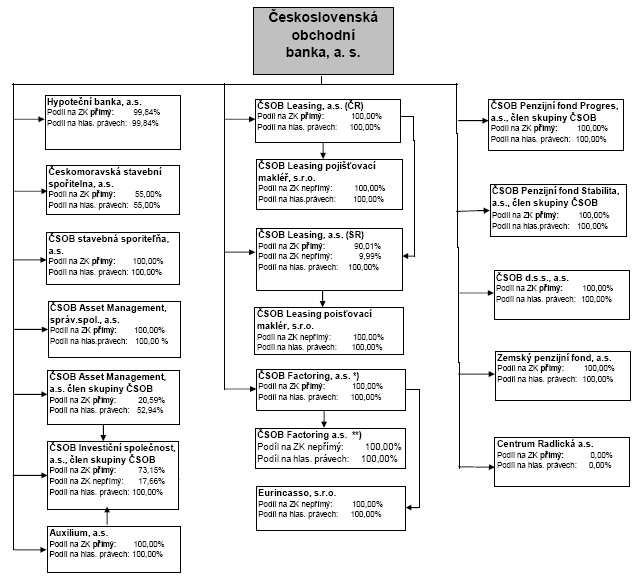 Československá
obchodní
banka, a. s.
Hypoteční banka, a.s.
Podíl na ZK přímý: 99,84%
Podíl na hlas. právech: 99,84%
Českomoravská stavební
spořitelna, a.s.
Podíl na ZK přímý: 55,00%
Podíl na hlas. právech: 55,00%
ČSOB stavebná sporiteľňa,
a.s.
Podíl na ZK přímý: 100,00%
Podíl na hlas. právech: 100,00%
ČSOB Asset Management,
správ.spol., a.s.
Podíl na ZK přímý: 100,00%
Podíl na hlas. právech: 100,00 %
ČSOB Asset Management,
a.s. člen skupiny ČSOB
Podíl na ZK přímý: 20,59%
Podíl na hlas. právech: 52,94%
ČSOB Investiční společnost,
a.s., člen skupiny ČSOB
Podíl na ZK přímý: 73,15%
Podíl na ZK nepřímý: 17,66%
Podíl na hlas. právech: 100,00%
Auxilium, a.s.
Podíl na ZK přímý: 100,00%
Podíl na hlas. právech: 100,00%
ČSOB Leasing, a.s. (ČR)
Podíl na ZK přímý: 100,00%
Podíl na hlas. právech: 100,00%
ČSOB Leasing pojišťovací
makléř, s.r.o.
Podíl na ZK nepřímý: 100,00%
Podíl na hlas. právech: 100,00%
ČSOB Leasing, a.s. (SR)
Podíl na ZK přímý: 90,01%
Podíl na ZK nepřímý: 9,99%
Podíl na hlas. právech: 100,00%
ČSOB Leasing poisťovací
maklér, s.r.o.
Podíl na ZK nepřímý: 100,00%
Podíl na hlas. právech: 100,00%
ČSOB Factoring, a.s. *)
Podíl na ZK přímý: 100,00%
Podíl na hlas. právech: 100,00%
ČSOB Factoring a.s. **)
Podíl na ZK nepřímý: 100,00%
Podíl na hlas. právech: 100,00%
Eurincasso, s.r.o.
Podíl na ZK nepřímý: 100,00%
Podíl na hlas. právech: 100,00%
ČSOB Penzijní fond Progres,
a.s., člen skupiny ČSOB
Podíl na ZK přímý: 100,00%
Podíl na hlas. právech: 100,00%
ČSOB Penzijní fond Stabilita,
a.s., člen skupiny ČSOB
Podíl na ZK přímý: 100,00%
Podíl na hlas.právech: 100,00%
ČSOB d.s.s., a.s.
Podíl na ZK přímý: 100,00%
Podíl na hlas. právech: 100,00%
Zemský penzijní fond, a.s.
Podíl na ZK přímý: 100,00%
Podíl na hlas. právech: 100,00%
Centrum Radlická a.s.
Podíl na ZK přímý: 0,00%
Podíl na hlas. právech: 0,00%